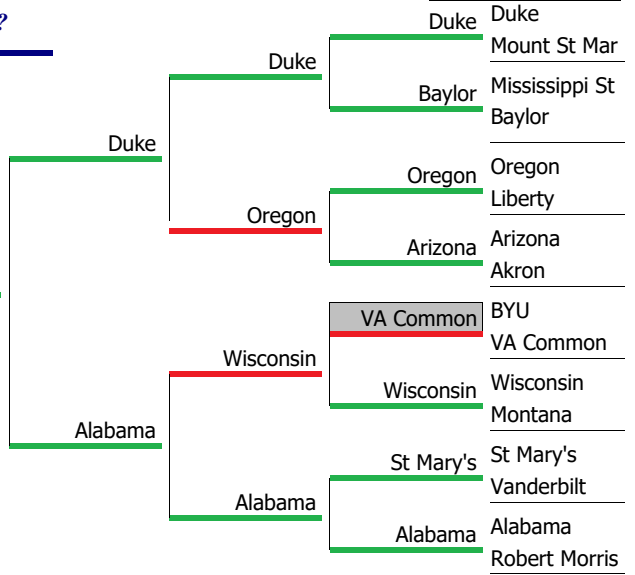 ?
Duke
Alabama
Duke
Oregon
Wisconsin
Alabama
Duke
Baylor
Oregon
Arizona
VA Common
Wisconsin
St Mary's
Alabama
Duke
Mount St Mar
Mississippi St
Baylor
Oregon
Liberty
Arizona
Akron
BYU
VA Common
Wisconsin
Montana
St Mary's
Vanderbilt
Alabama
Robert Morris